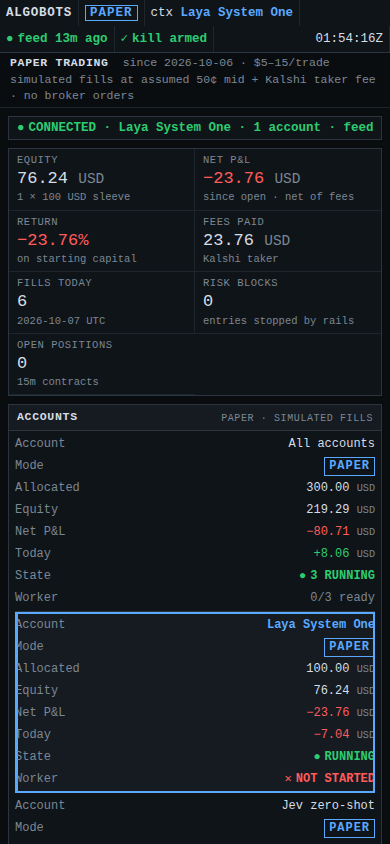 ALGOBOTS PAPER ctx Laya System One
● feed 13m ago ✓ kill armed 01:54:16Z
PAPER TRADING since 2026-10-06 · $5–15/trade
simulated fills at assumed 50¢ mid + Kalshi taker fee
· no broker orders
● CONNECTED · Laya System One · 1 account · feed
EQUITY NET P&L
76.24 USD −23.76 USD
1 × 100 USD sleeve since open · net of fees
RETURN FEES PAID
−23.76% 23.76 USD
on starting capital Kalshi taker
FILLS TODAY RISK BLOCKS
6 0
2026-10-07 UTC entries stopped by rails
OPEN POSITIONS
0
15m contracts
ACCOUNTS PAPER · SIMULATED FILLS
Account All accounts
Mode PAPER
Allocated 300.00 USD
Equity 219.29 USD
Net P&L −80.71 USD
Today +8.06 USD
State ● 3 RUNNING
Worker 0/3 ready
Account Laya System One
Mode PAPER
Allocated 100.00 USD
Equity 76.24 USD
Net P&L −23.76 USD
Today −7.04 USD
State ● RUNNING
Worker ✕ NOT STARTED
Account Jev zero-shot
Mode PAPER